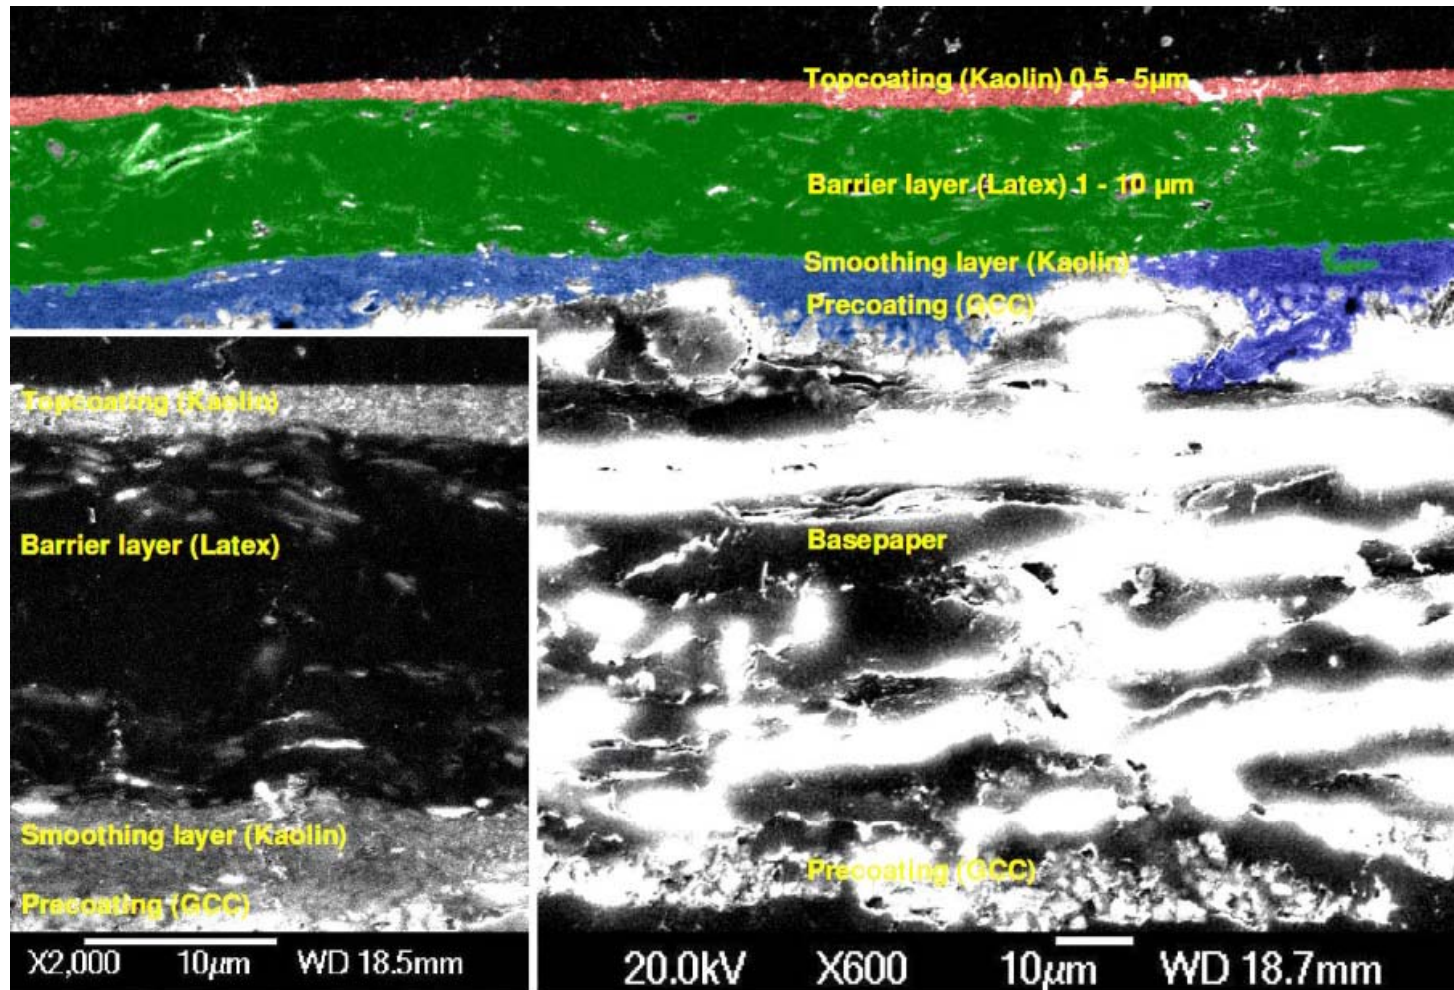 Topcoating (Kaolin) 0,5 - 5µm
Barrier layer (Latex) 1 - 10 µm
Smoothing layer (Kaolin)
Precoating (GCC)
Basepaper
Precoating (GCC)
20.0kV X600 10µm WD 18.7mm
Topcoating (Kaolin)
Barrier layer (Latex)
Smoothing layer (Kaolin)
Precoating (GCC)
X2,000 10µm WD 18.5mm